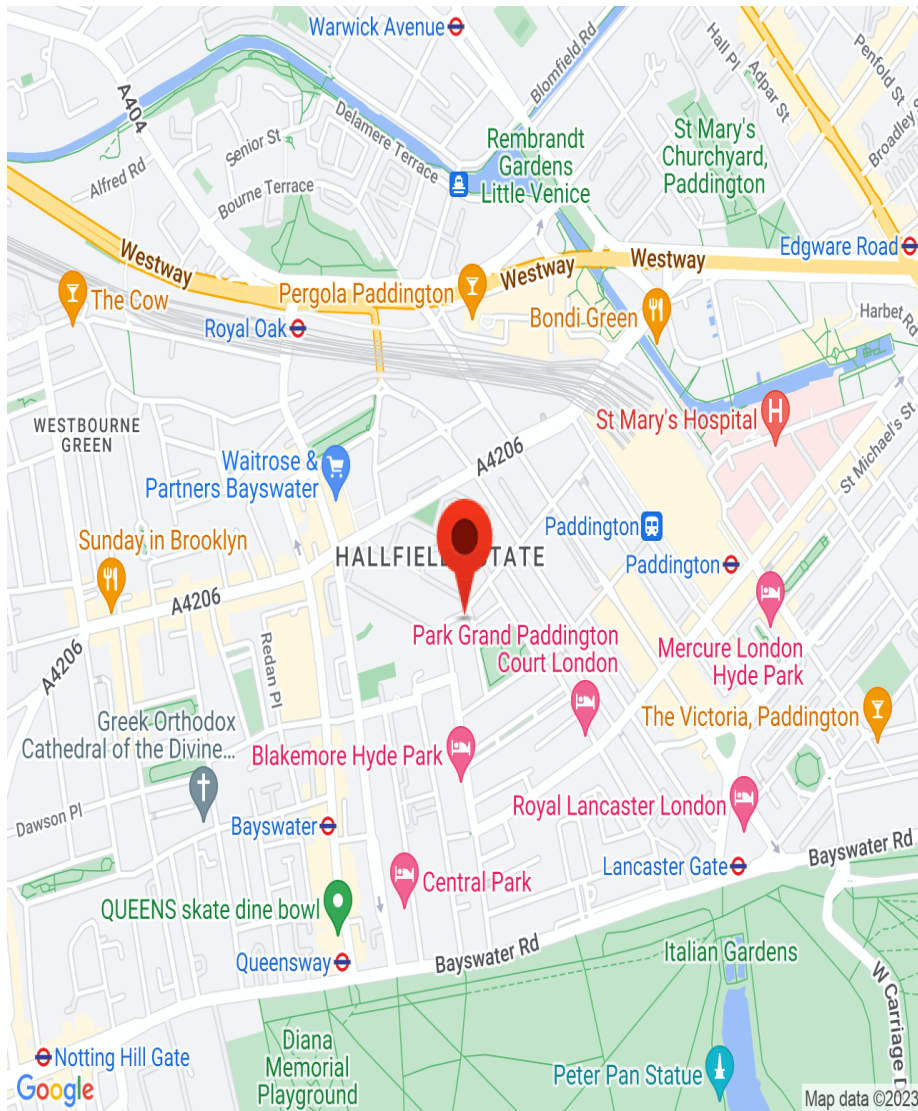 Warwick Avenue
Blomfield Rd
Hall Pl
Adpar St
Penfold St
Broadley S
A404
Senior St
Delamere Terrace
Alfred Rd
Bourne Terrace
Rembrandt
Gardens
Little Venice
St Mary's
Churchyard,
Paddington
Edgware Road
Westway
Westway
Westway
The Cow
Pergola Paddington
Bondi Green
Harbet Rd
Royal Oak
WESTBOURNE
GREEN
St Mary's Hospital
St Michael's St
Waitrose &
Partners Bayswater
A4206
Paddington
Sunday in Brooklyn
HALLFIEL
TATE
Paddington
A4206
A4206
Redan Pl
Park Grand Paddington
Court London
Mercure London
Hyde Park
The Victoria, Paddington
Greek Orthodox
Cathedral of the Divine...
Blakemore Hyde Park
Dawson Pl
Royal Lancaster London
Bayswater
Bayswater Rd
Lancaster Gate
Central Park
QUEENS skate dine bowl
Bayswater Rd
Queensway
Italian Gardens
W Carriage D
Notting Hill Gate
Diana
Memorial
Playground
Peter Pan Statue
Google
Map data ©2023